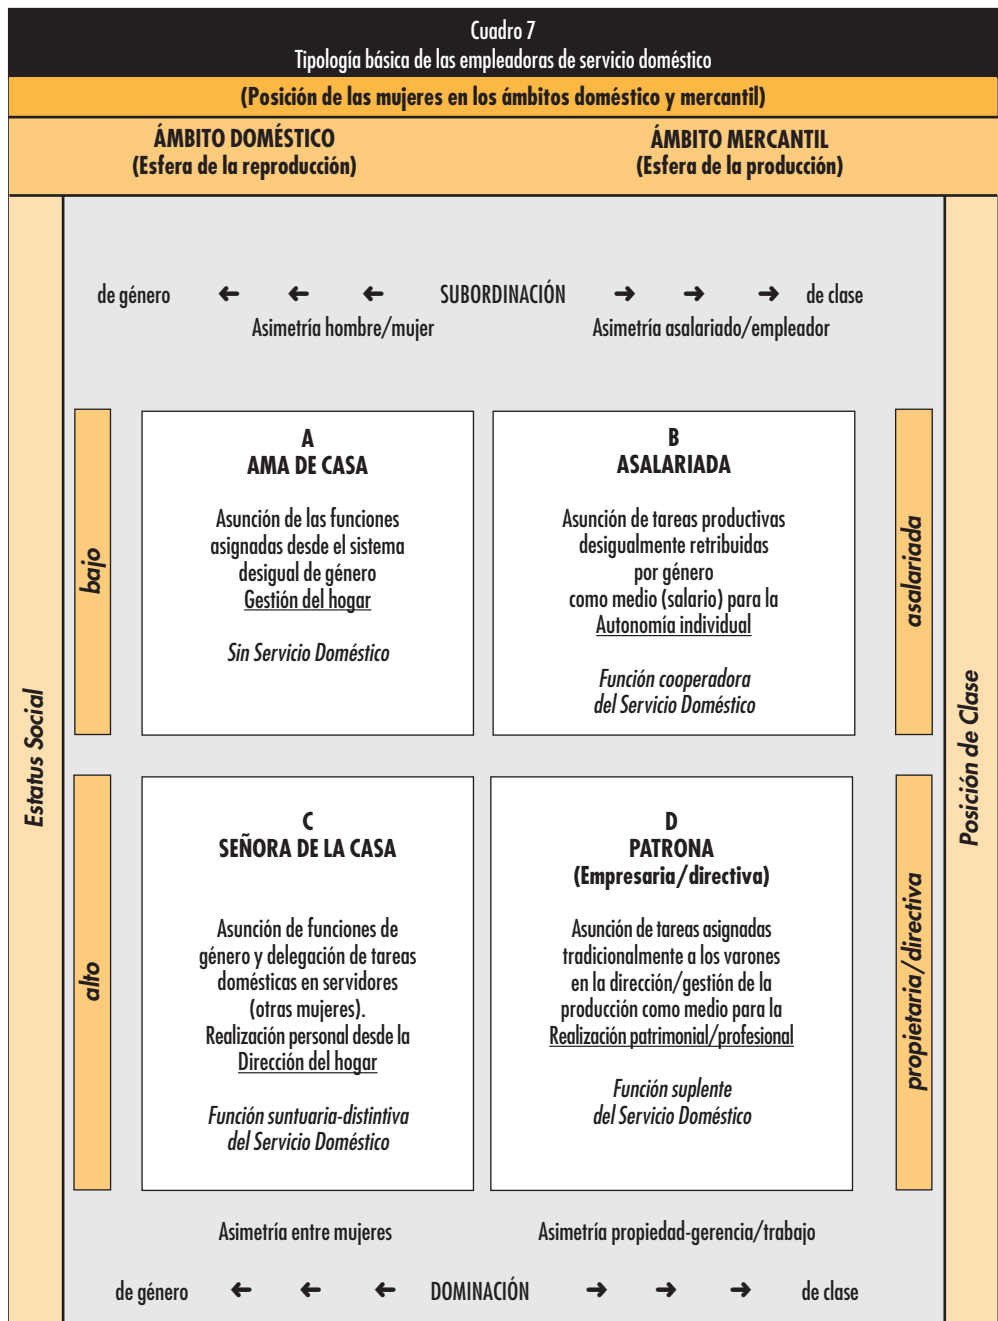 Cuadro 7
Tipología básica de las empleadoras de servicio doméstico
(Posición de las mujeres en los ámbitos doméstico y mercantil)
ÁMBITO DOMÉSTICO
(Esfera de la reproducción)
ÁMBITO MERCANTIL
(Esfera de la producción)
de género ← ← ← SUBORDINACIÓN → → → de clase
Asimetría hombre/mujer
Asimetría asalariado/empleador
Estatus Social
bajo
A
AMA DE CASA
Asunción de las funciones
asignadas desde el sistema
desigual de género
Gestión del hogar
Sin Servicio Doméstico
B
ASALARIADA
Asunción de tareas productivas
desigualmente retribuidas
por género
como medio (salario) para la
Autonomía individual
Función cooperadora
del Servicio Doméstico
asalariada
Posición de Clase
alto
C
SEÑORA DE LA CASA
Asunción de funciones de
género y delegación de tareas
domésticas en servidores
(otras mujeres).
Realización personal desde la
Dirección del hogar
Función suntuaria-distintiva
del Servicio Doméstico
D
PATRONA
(Empresaria/directiva)
Asunción de tareas asignadas
tradicionalmente a los varones
en la dirección/gestión de la
producción como medio para la
Realización patrimonial/profesional
Función suplente
del Servicio Doméstico
propietaria/directiva
Asimetría entre mujeres
Asimetría propiedad-gerencia/trabajo
de género ← ← ← DOMINACIÓN → → → de clase